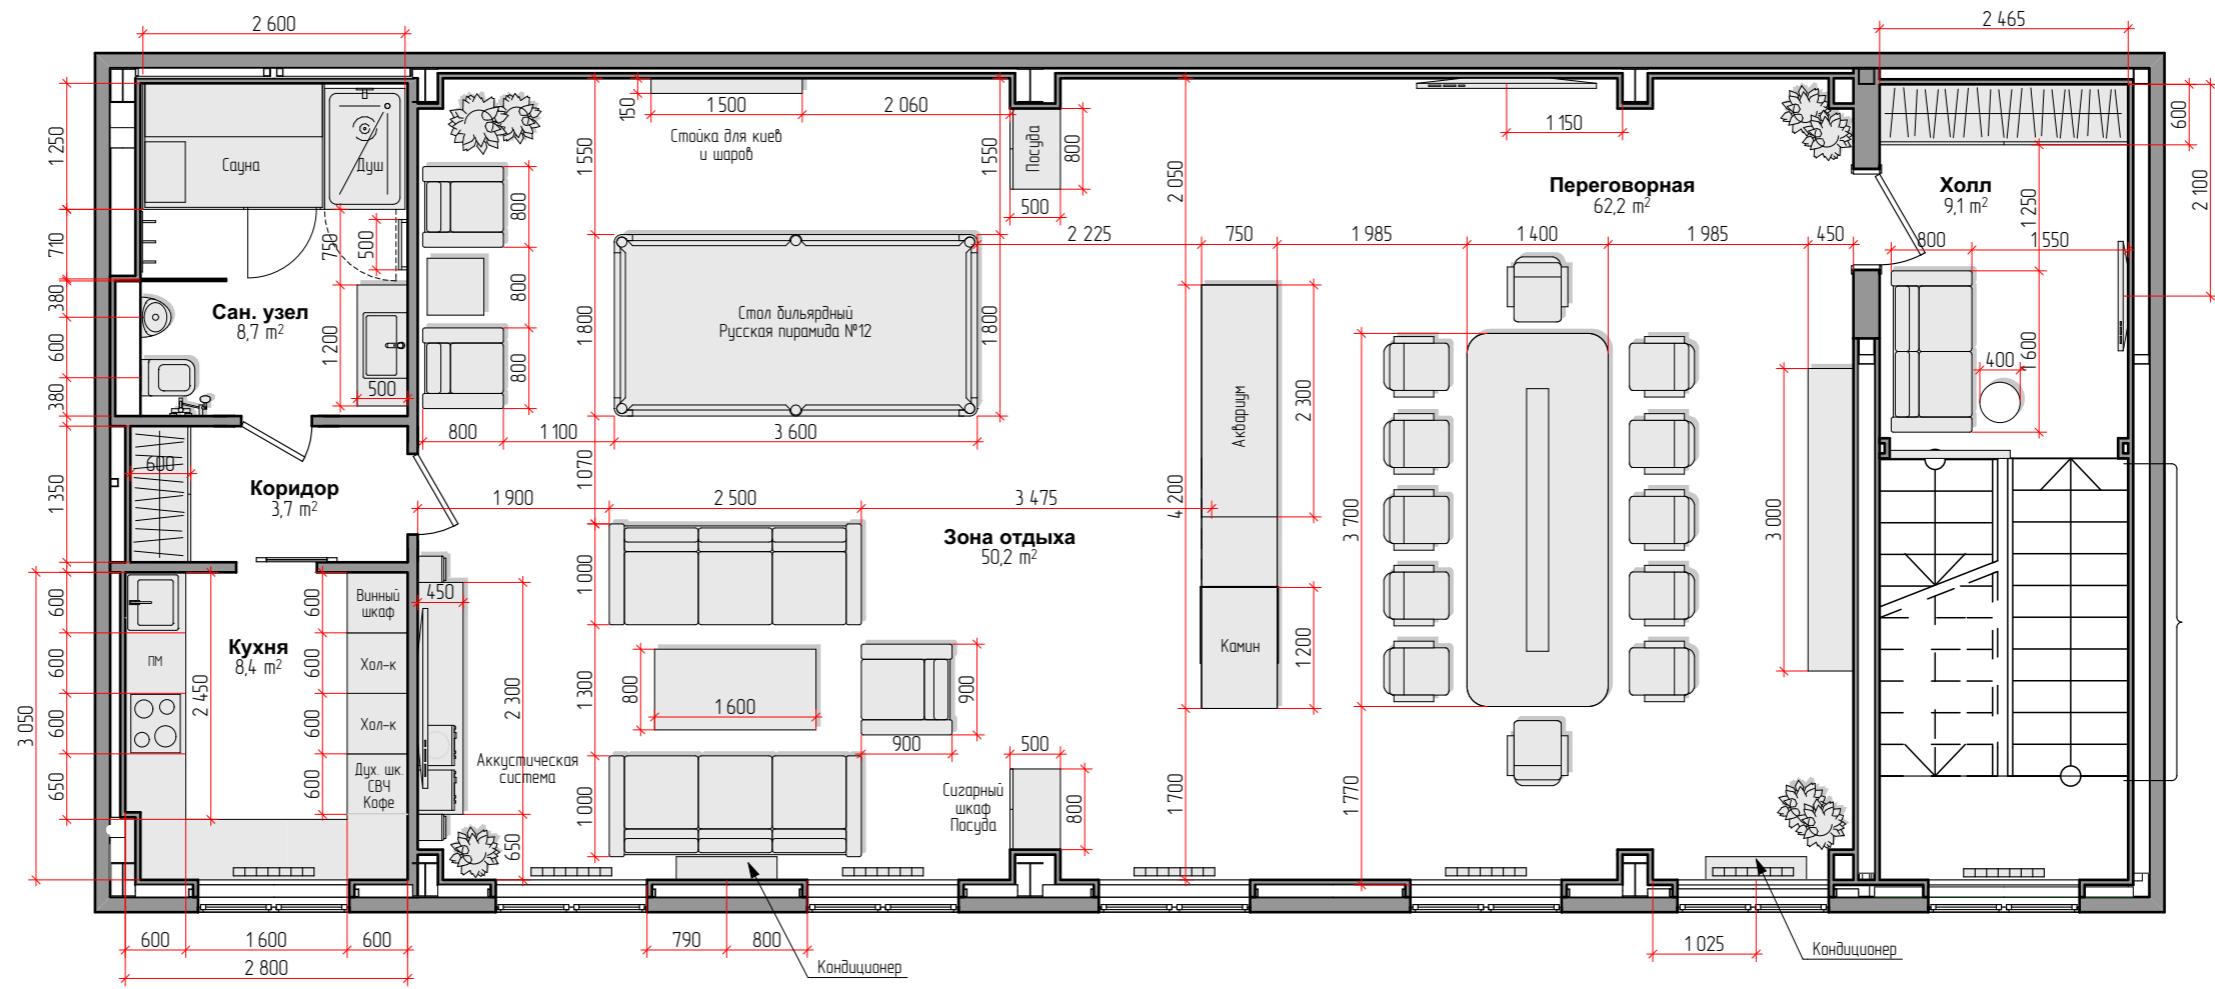 2 600
2 465
1 250
710
380
600
380
1 350
3 050
600
600
600
650
Сауна
Душ
750
500
1 200
500
Сан. узел
8,7 m²
600
Коридор
3,7 m²
Кухня
8,4 m²
ПМ
2 450
600
600
600
600
Винный
шкаф
Хол-к
Хол-к
Дух. шк.
СВЧ
Кофе
600
1 600
600
2 800
150
1 500
2 060
Стойка для киев
и шаров
1 550
1 550
Посуда
800
500
800
800
800
1 800
Стол бильярдный
Русская пирамида №12
1 800
800
1 100
3 600
1 070
1 900
2 500
3 475
Зона отдыха
50,2 m²
1 000
450
2 300
650
Аккустическая
система
1 300
800
1 600
900
900
1 000
500
800
Сигарный
шкаф
Посуда
790
800
Кондиционер
2 050
2 225
750
1 985
1 400
1 985
450
1 150
Переговорная
62,2 m²
Аквариум
2 300
4 200
Камин
1 200
1 700
3 700
1 770
3 000
1 025
Кондиционер
Холл
9,1 m²
600
2 100
1 250
800
1 550
400
1 600